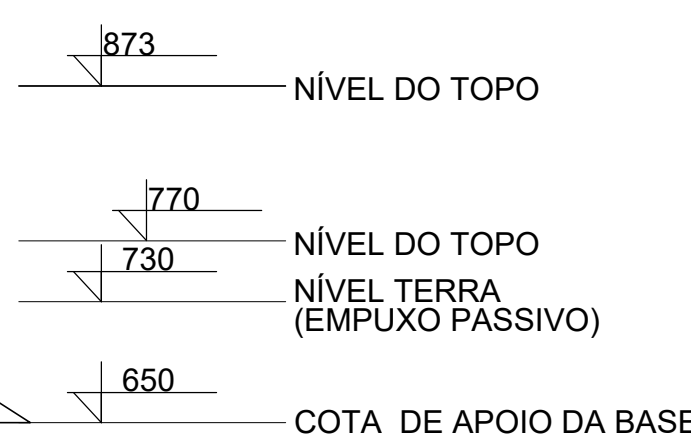 873
NÍVEL DO TOPO
770
NÍVEL DO TOPO
730
NÍVEL TERRA
(EMPUXO PASSIVO)
650
COTA DE APOIO DA BASE